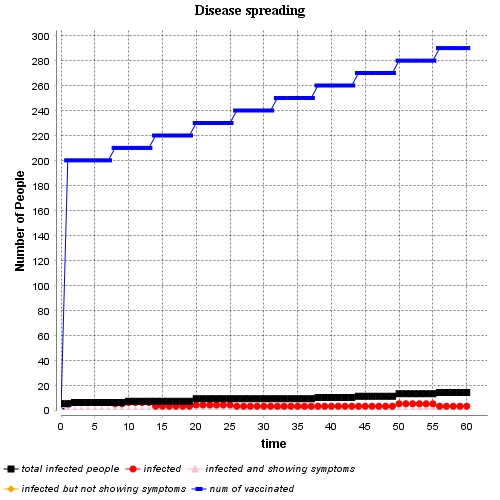 Disease spreading
Number of People
300
280
260
240
220
200
180
160
140
120
100
80
60
40
20
0
0 5 10 15 20 25 30 35 40 45 50 55 60
time
total infected people infected infected and showing symptoms
infected but not showing symptoms num of vaccinated